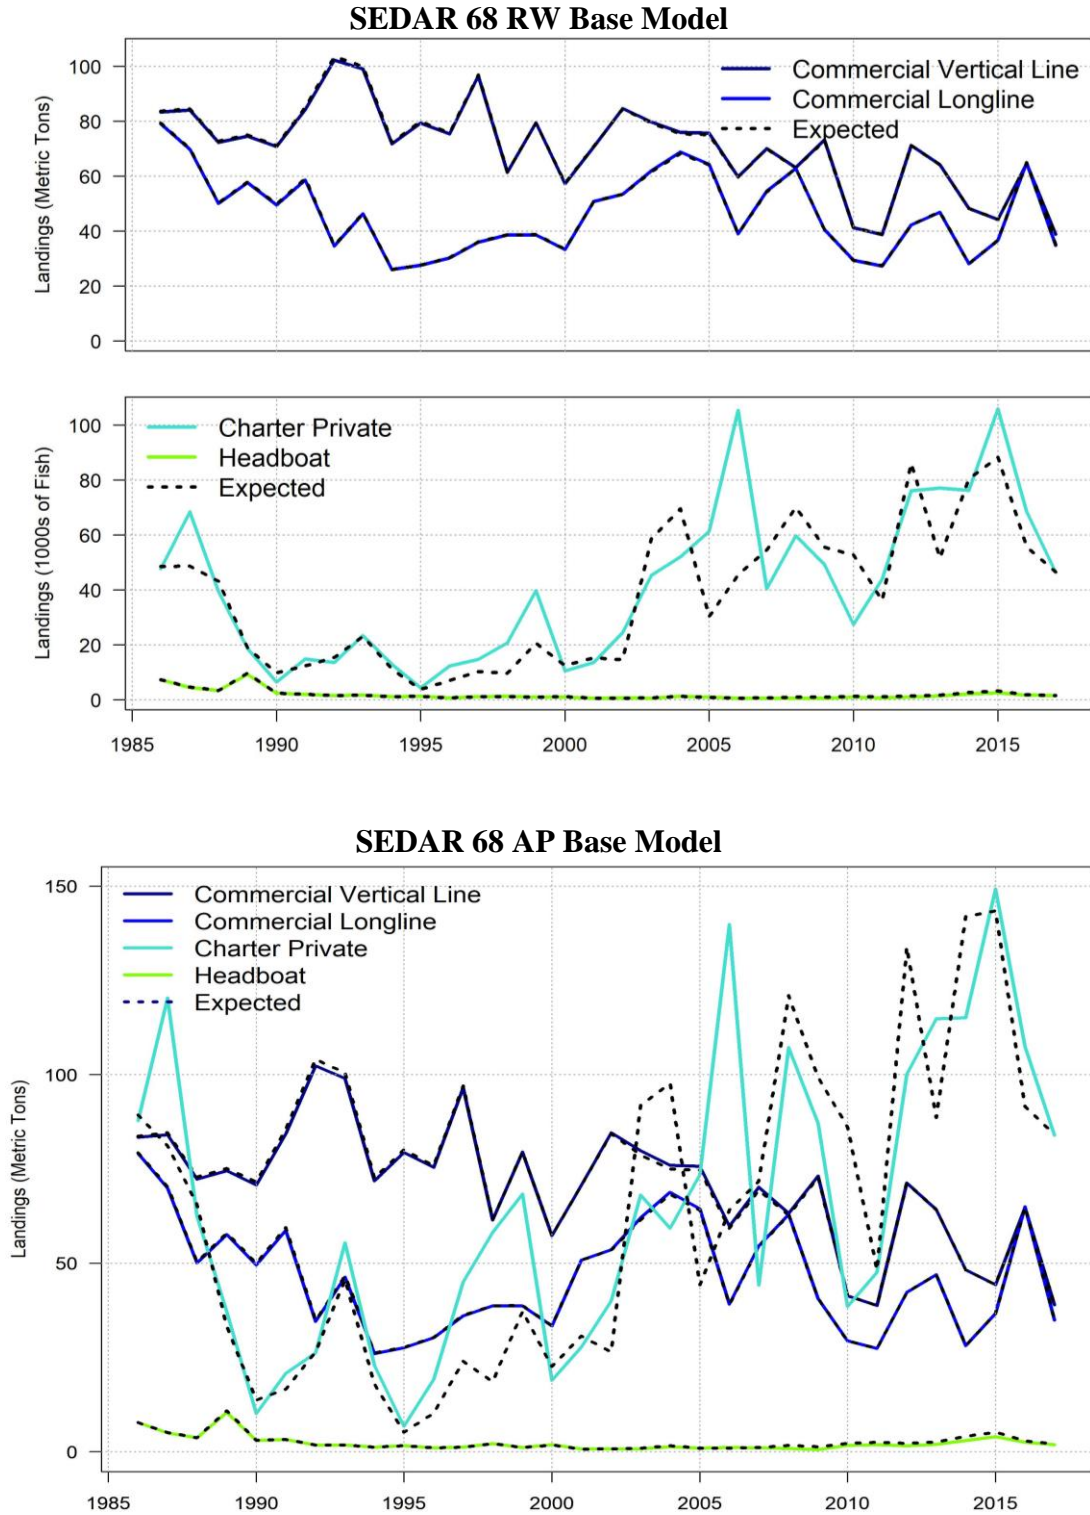 SEDAR 68 RW Base Model
Landings (Metric Tons)
100
80
60
40
20
0
Commercial Vertical Line
Commercial Longline
Expected
Landings (1000s of Fish)
100
80
60
40
20
0
Charter Private
Headboat
Expected
1985 1990 1995 2000 2005 2010 2015
SEDAR 68 AP Base Model
Landings (Metric Tons)
150
100
50
0
Commercial Vertical Line
Commercial Longline
Charter Private
Headboat
Expected
1985 1990 1995 2000 2005 2010 2015